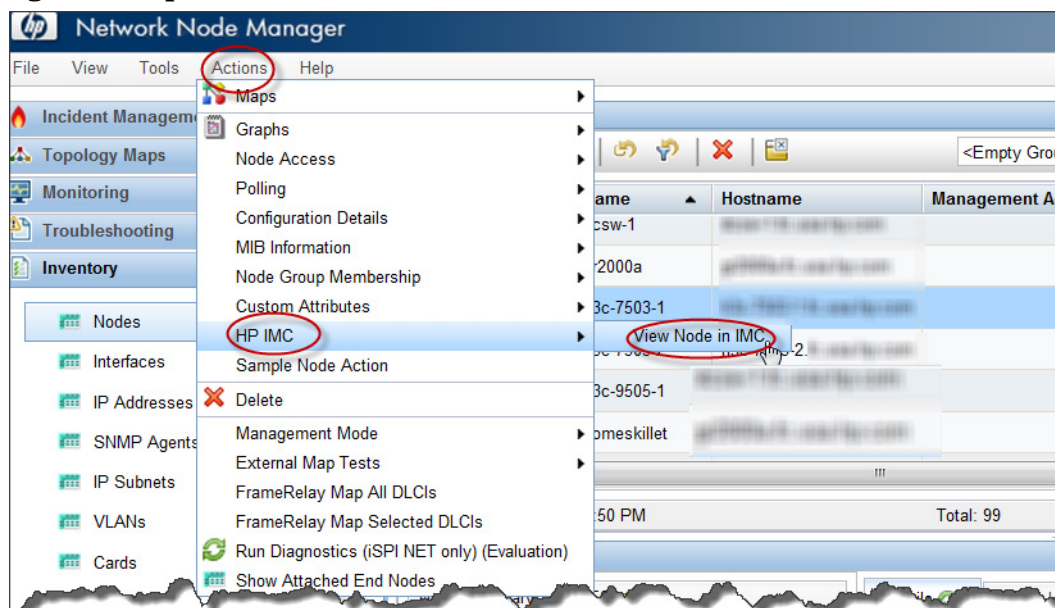 hp Network Node Manager
File View Tools Actions Help
Maps
Graphs
Node Access
Polling
Configuration Details
MIB Information
Node Group Membership
Custom Attributes
HP IMC
View Node in IMC
Sample Node Action
Delete
Management Mode
External Map Tests
FrameRelay Map All DLCIs
FrameRelay Map Selected DLCIs
Run Diagnostics (iSPI NET only) (Evaluation)
Show Attached End Nodes
Incident Managem
Topology Maps
Monitoring
Troubleshooting
Inventory
Nodes
Interfaces
IP Addresses
SNMP Agents
IP Subnets
VLANs
Cards
<Empty Gro
ame Hostname Management A
csw-1
r2000a
3c-7503-1
3c-9505-1
omeskillet
:50 PM Total: 99